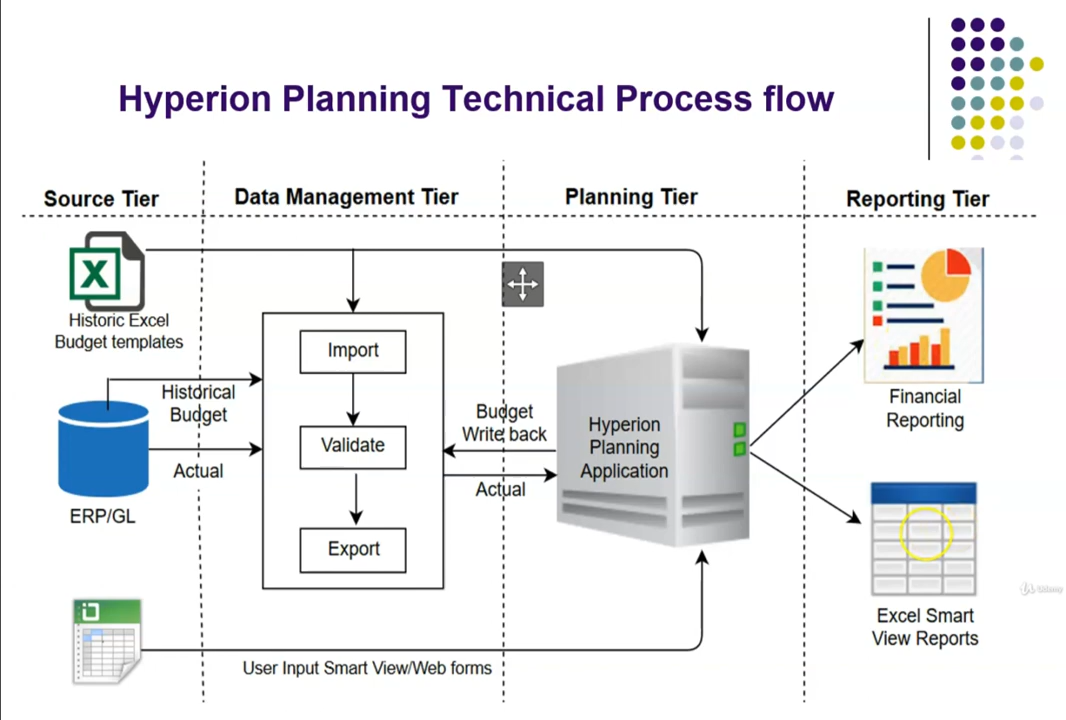 Hyperion Planning Technical Process flow
Source Tier
Data Management Tier
Planning Tier
Reporting Tier
Historic Excel
Budget templates
Import
Historical
Budget
Validate
Actual
Export
ERP/GL
Budget
Write back
Actual
Hyperion
Planning
Application
Financial
Reporting
Excel Smart
View Reports
User Input Smart View/Web forms
Udemy